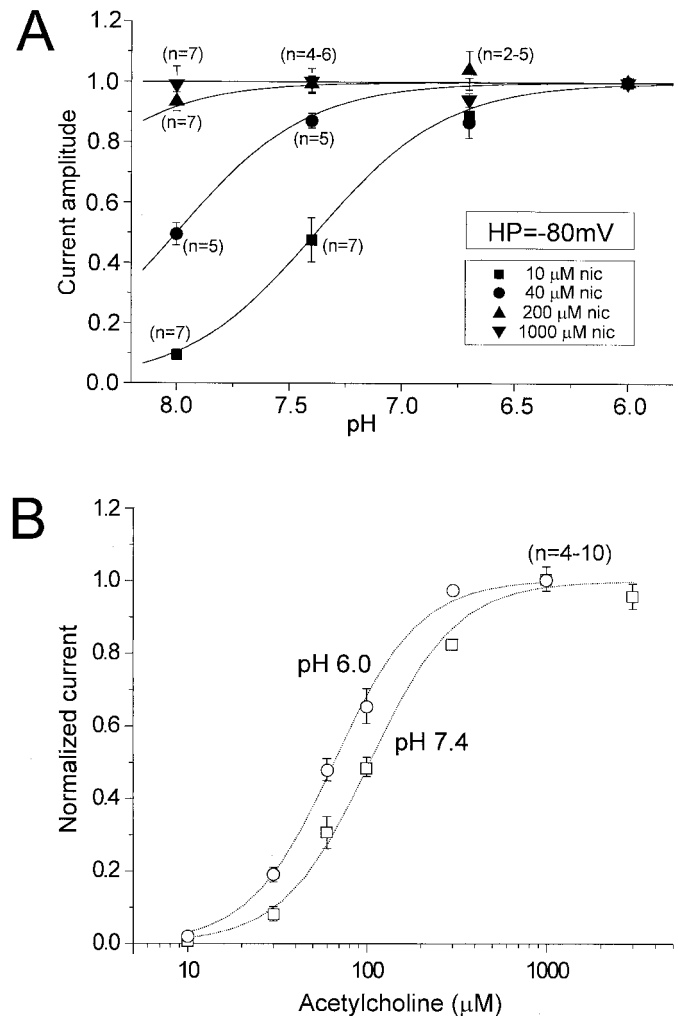 A
Current amplitude
1.2
1.0
0.8
0.6
0.4
0.2
0.0
(n=7)
(n=4-6)
(n=2-5)
(n=7)
(n=5)
(n=5)
(n=7)
(n=7)
HP=-80mV
10 μM nic
40 μM nic
200 μM nic
1000 μM nic
8.0 7.5 7.0 6.5 6.0
pH
B
Normalized current
1.2
1.0
0.8
0.6
0.4
0.2
0.0
(n=4-10)
pH 6.0
pH 7.4
10 100 1000
Acetylcholine (μM)